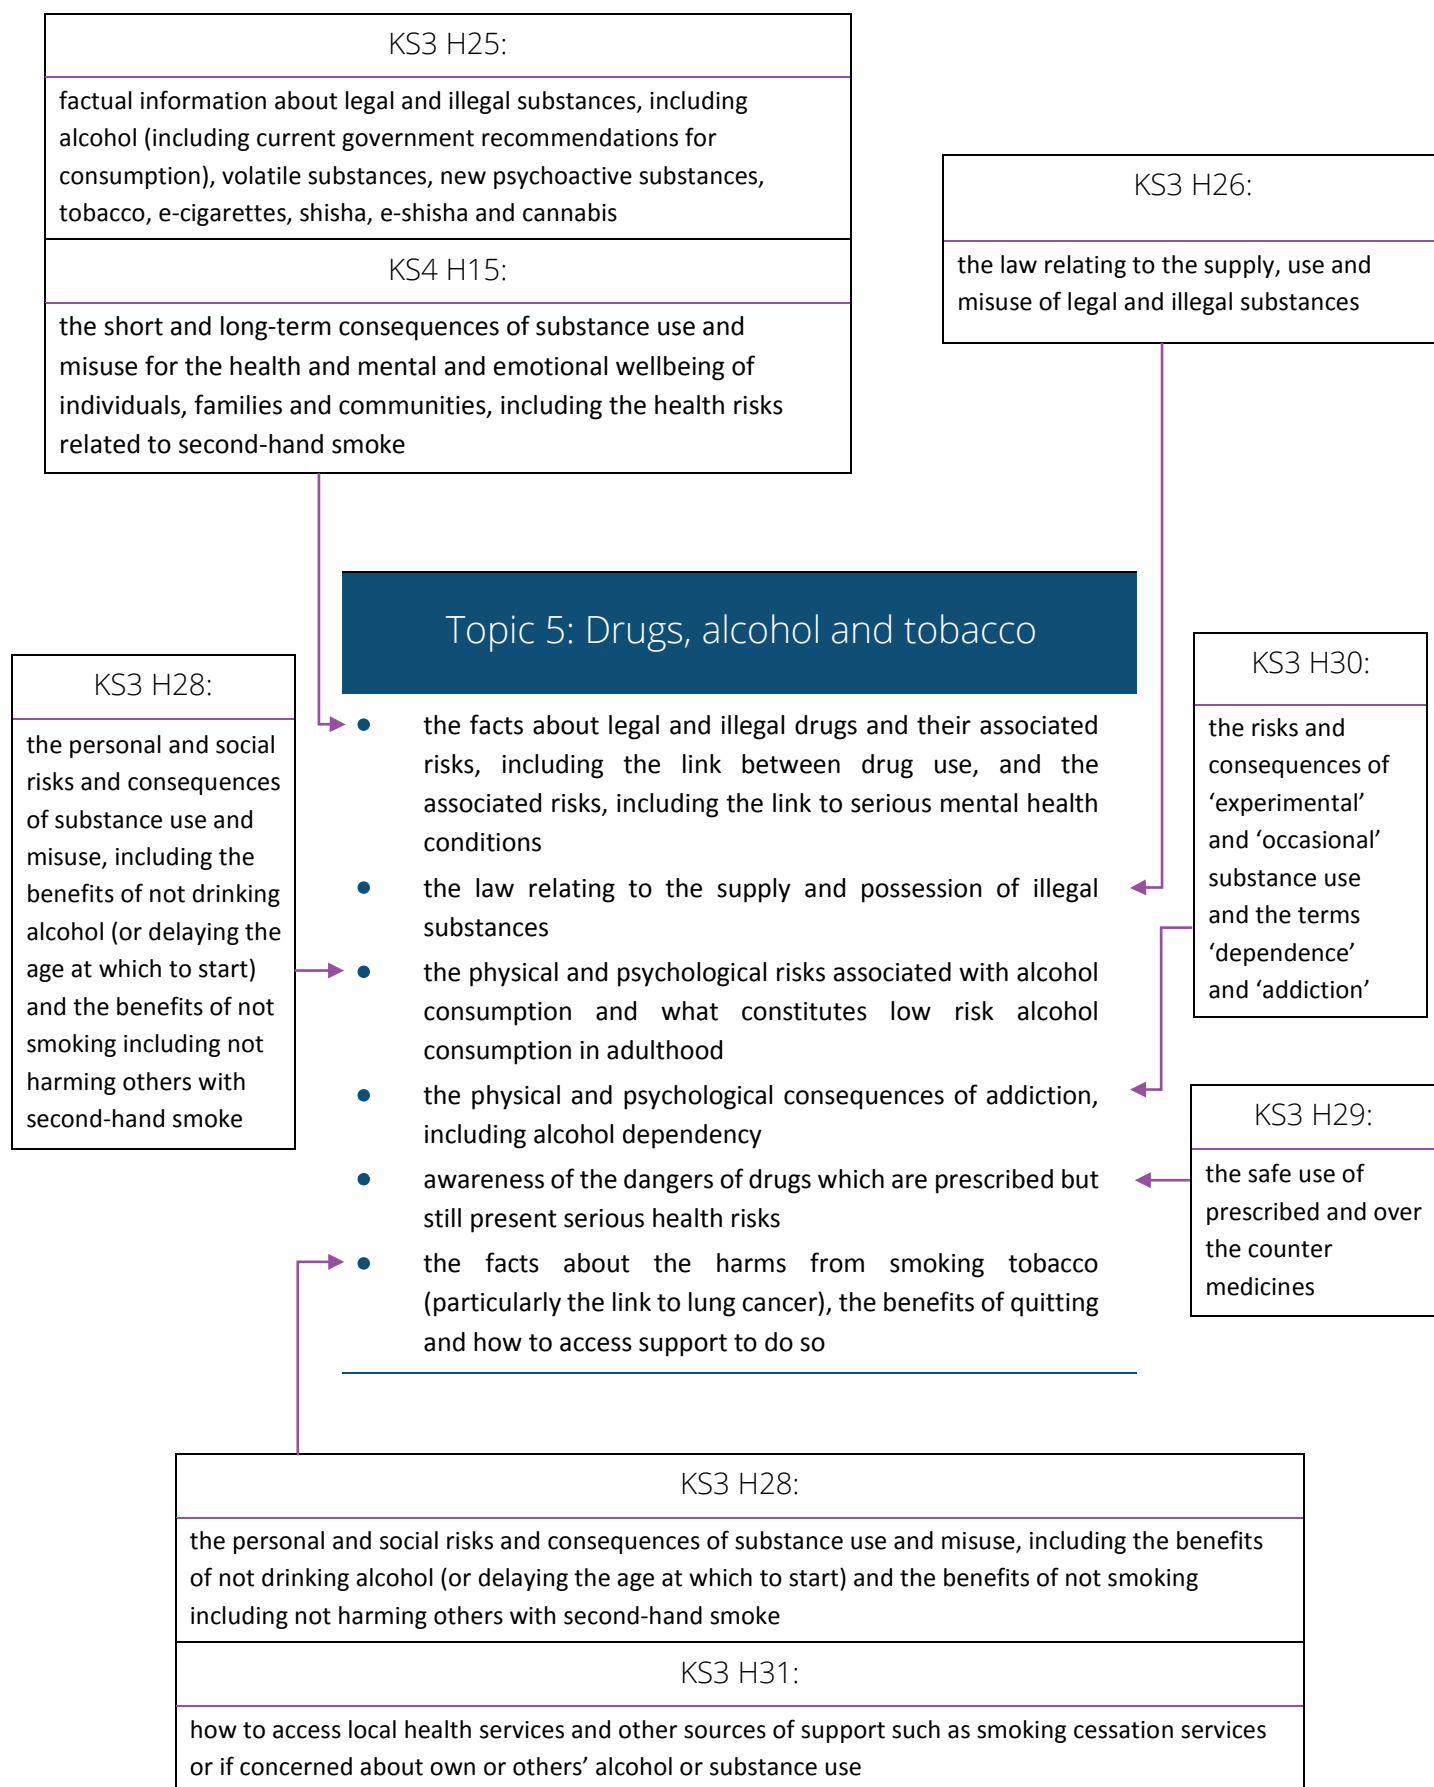 KS3 H25:
factual information about legal and illegal substances, including
alcohol (including current government recommendations for
consumption), volatile substances, new psychoactive substances,
tobacco, e-cigarettes, shisha, e-shisha and cannabis
KS4 H15:
the short and long-term consequences of substance use and
misuse for the health and mental and emotional wellbeing of
individuals, families and communities, including the health risks
related to second-hand smoke
KS3 H26:
the law relating to the supply, use and
misuse of legal and illegal substances
Topic 5: Drugs, alcohol and tobacco
KS3 H28:
the personal and social
risks and consequences
of substance use and
misuse, including the
benefits of not drinking
alcohol (or delaying the
age at which to start)
and the benefits of not
smoking including not
harming others with
second-hand smoke
• the facts about legal and illegal drugs and their associated
risks, including the link between drug use, and the
associated risks, including the link to serious mental health
conditions
• the law relating to the supply and possession of illegal
substances
• the physical and psychological risks associated with alcohol
consumption and what constitutes low risk alcohol
consumption in adulthood
• the physical and psychological consequences of addiction,
including alcohol dependency
• awareness of the dangers of drugs which are prescribed but
still present serious health risks
• the facts about the harms from smoking tobacco
(particularly the link to lung cancer), the benefits of quitting
and how to access support to do so
KS3 H30:
the risks and
consequences of
‘experimental’
and ‘occasional’
substance use
and the terms
‘dependence’
and ‘addiction’
KS3 H29:
the safe use of
prescribed and over
the counter
medicines
KS3 H28:
the personal and social risks and consequences of substance use and misuse, including the benefits
of not drinking alcohol (or delaying the age at which to start) and the benefits of not smoking
including not harming others with second-hand smoke
KS3 H31:
how to access local health services and other sources of support such as smoking cessation services
or if concerned about own or others’ alcohol or substance use